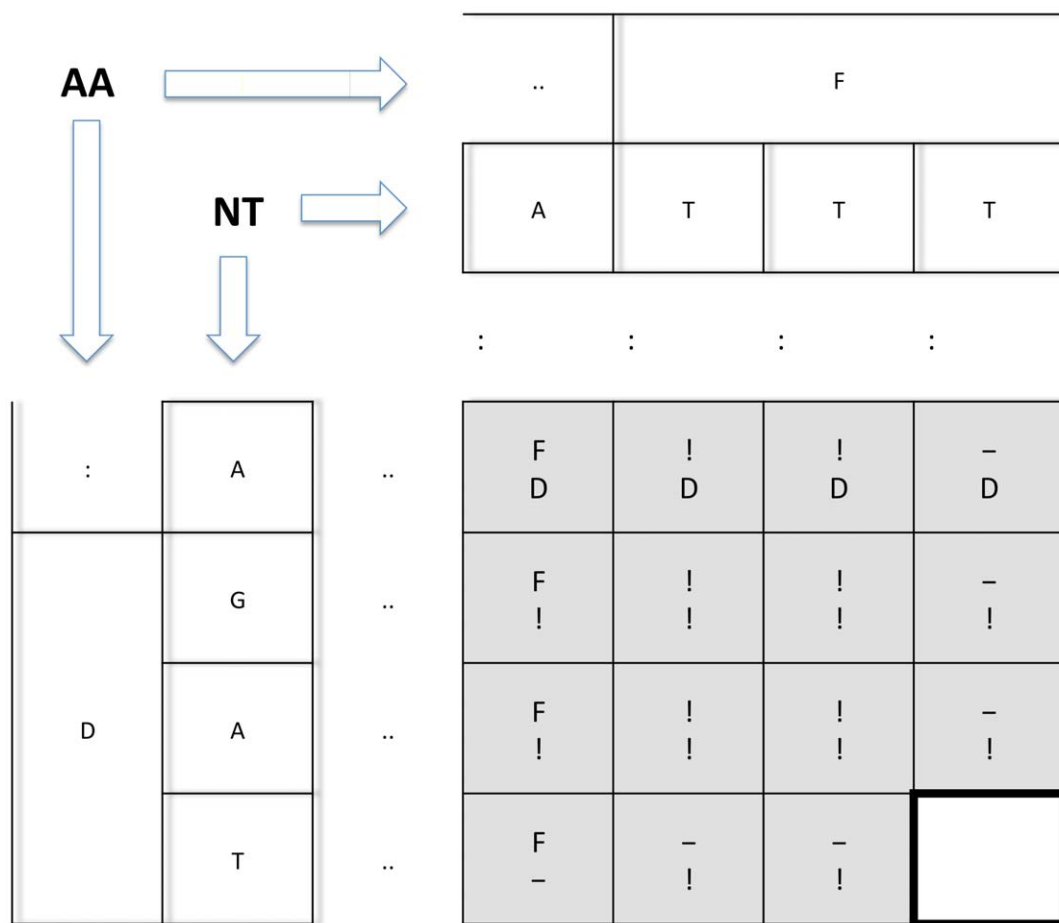 AA .. F
NT A T T T
: : : :
: A .. F ! ! –
D D D D
G .. F ! ! –
! ! ! !
D A .. F ! ! –
! ! ! !
T .. F – –
– ! !